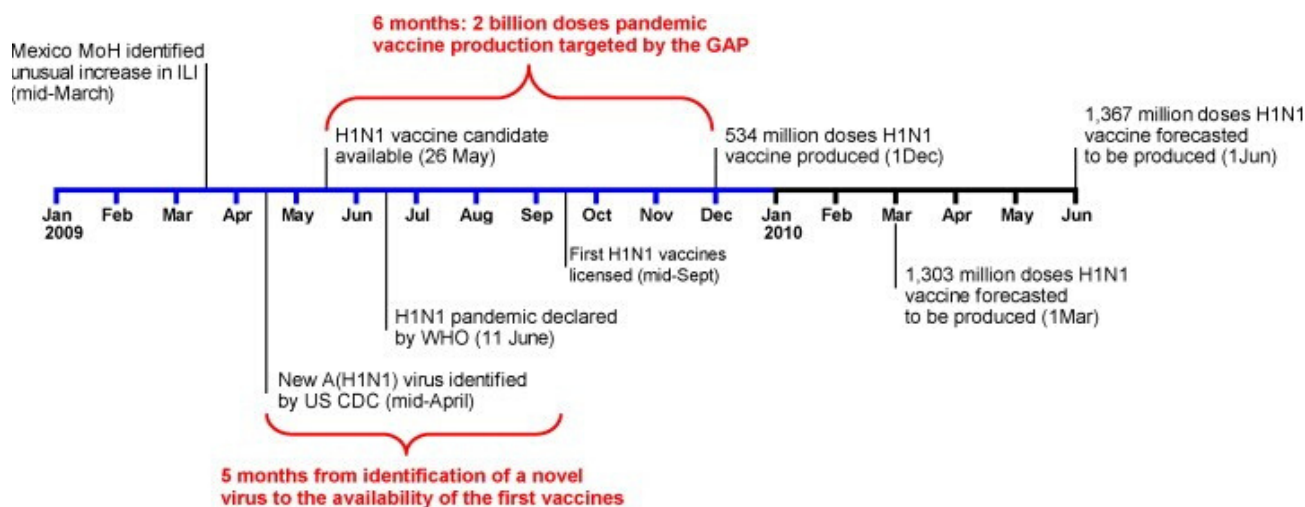 6 months: 2 billion doses pandemic
vaccine production targeted by the GAP
Mexico MoH identified
unusual increase in ILI
(mid-March)
H1N1 vaccine candidate
available (26 May)
534 million doses H1N1
vaccine produced (1Dec)
1,367 million doses H1N1
vaccine forecasted
to be produced (1Jun)
Jan Feb Mar Apr May Jun Jul Aug Sep Oct Nov Dec Jan Feb Mar Apr May Jun
2009 2010
First H1N1 vaccines
licensed (mid-Sept)
1,303 million doses H1N1
vaccine forecasted
to be produced (1Mar)
H1N1 pandemic declared
by WHO (11 June)
New A(H1N1) virus identified
by US CDC (mid-April)
5 months from identification of a novel
virus to the availability of the first vaccines